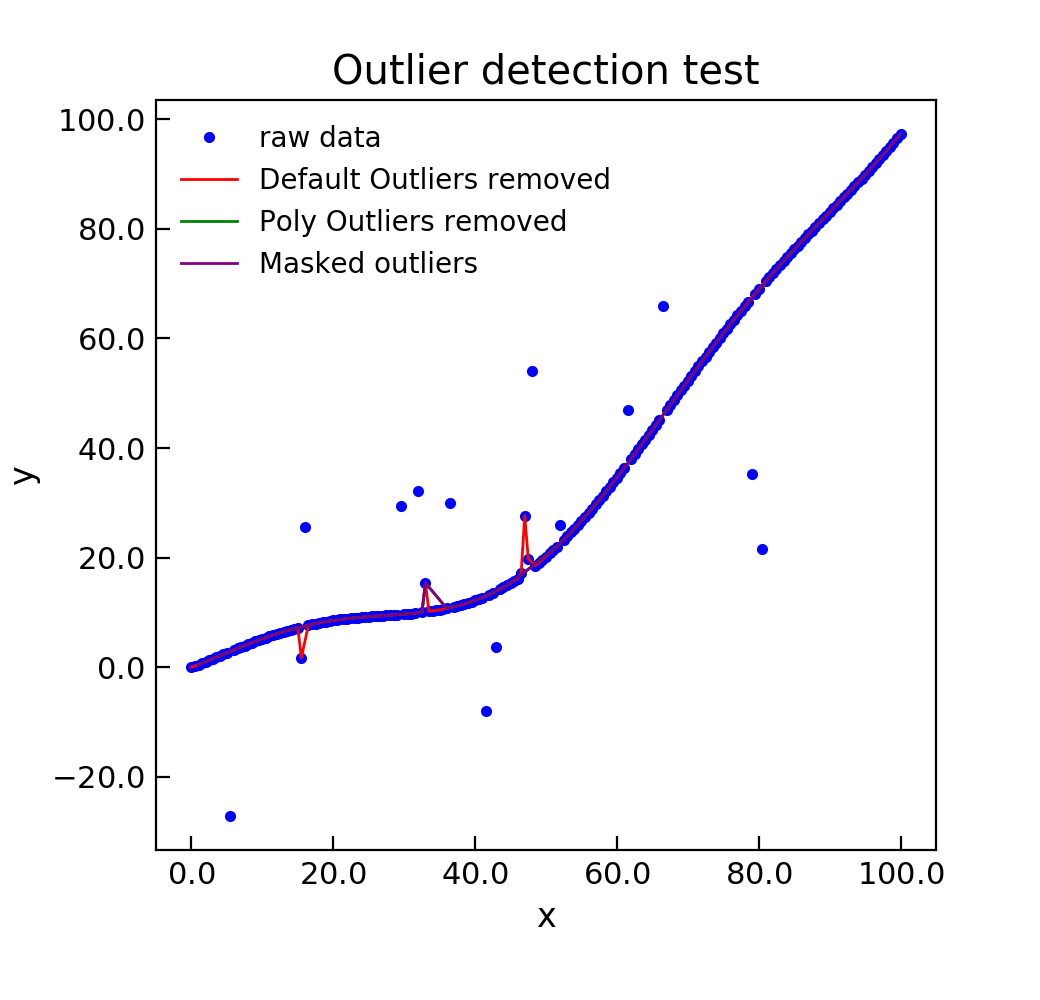 Outlier detection test
100.0
80.0
60.0
40.0
20.0
0.0
−20.0
raw data
Default Outliers removed
Poly Outliers removed
Masked outliers
y
0.0 20.0 40.0 60.0 80.0 100.0
x